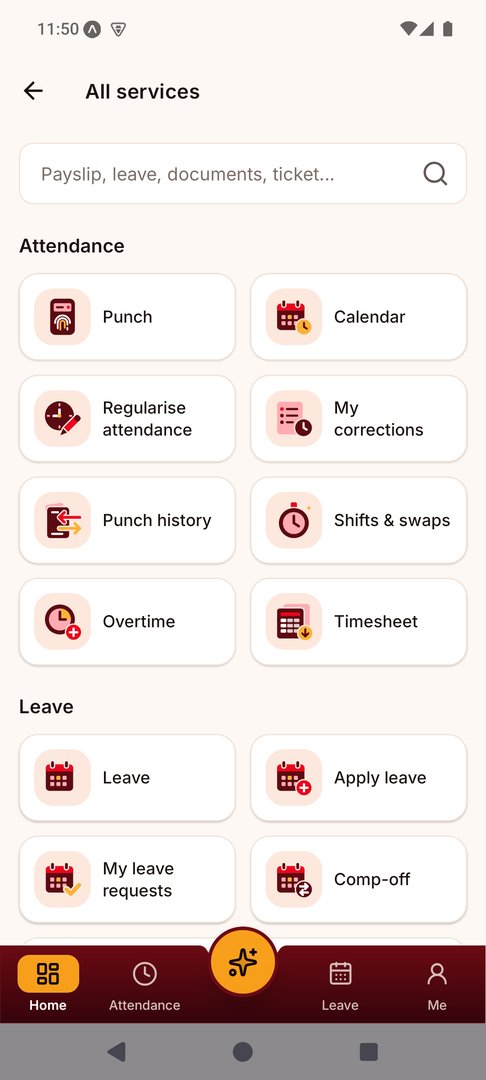 11:50
All services
Payslip, leave, documents, ticket...
Attendance
Punch
Calendar
Regularise
attendance
My
corrections
Punch history
Shifts & swaps
Overtime
Timesheet
Leave
Leave
Apply leave
My leave
requests
Comp-off
Home
Attendance
Leave
Me